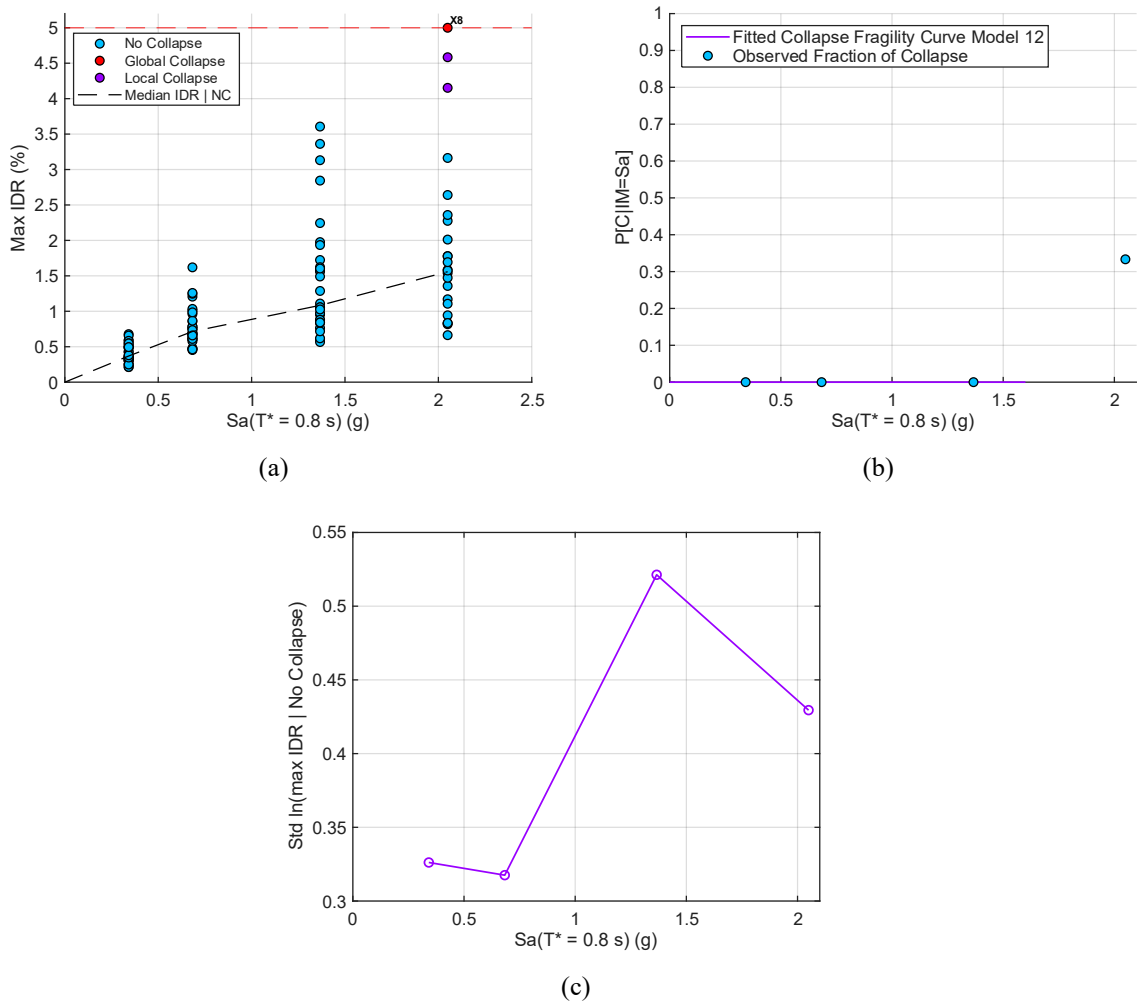 X8
5
4.5
4
3.5
3
2.5
2
1.5
1
0.5
0
No Collapse
Global Collapse
Local Collapse
Median IDR | NC
Max IDR (%)
0 0.5 1 1.5 2 2.5
Sa(T* = 0.8 s) (g)
(a)
1
0.9
0.8
0.7
0.6
0.5
0.4
0.3
0.2
0.1
0
Fitted Collapse Fragility Curve Model 12
Observed Fraction of Collapse
P[C|IM=Sa]
0 0.5 1 1.5 2
Sa(T* = 0.8 s) (g)
(b)
0.55
0.5
0.45
0.4
0.35
0.3
Std ln(max IDR | No Collapse)
0 0.5 1 1.5 2
Sa(T* = 0.8 s) (g)
(c)